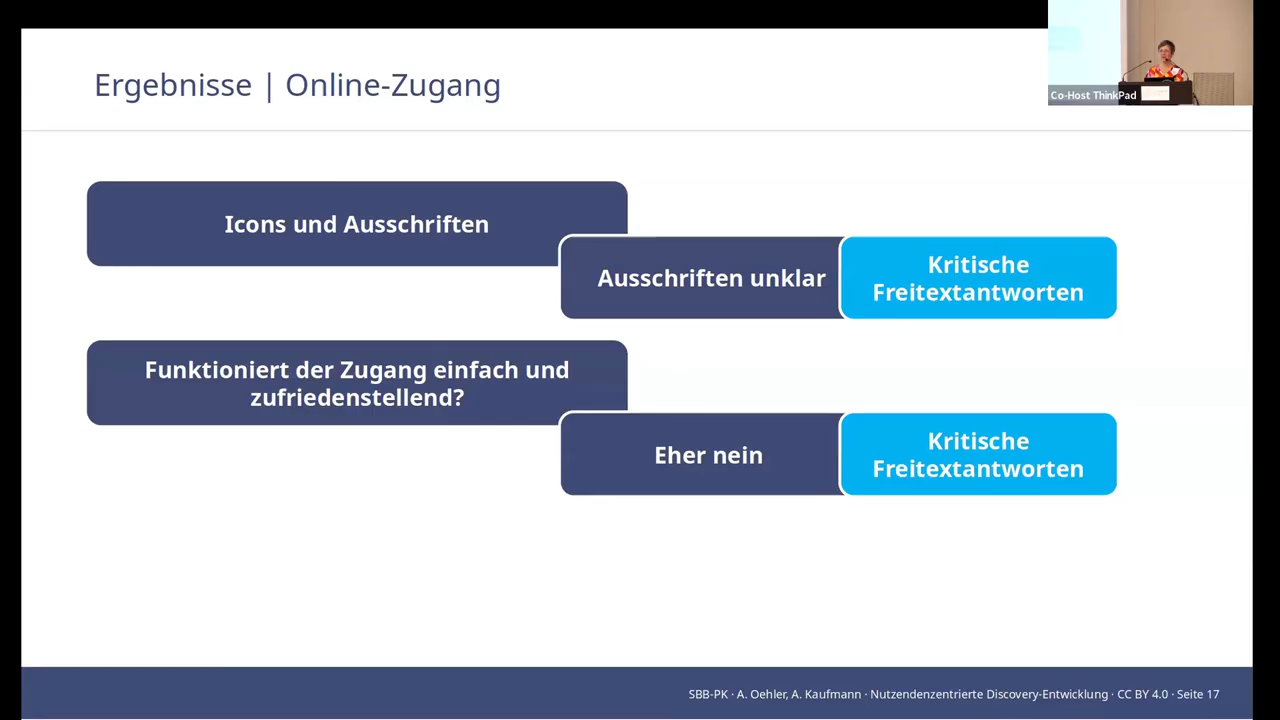 Ergebnisse | Online-Zugang
Co-Host ThinkPad
Icons und Ausschriften
Ausschriften unklar
Kritische
Freitextantworten
Funktioniert der Zugang einfach und
zufriedenstellend?
Eher nein
Kritische
Freitextantworten
SBB-PK · A. Oehler, A. Kaufmann · Nutzendenzentrierte Discovery-Entwicklung · CC BY 4.0 · Seite 17